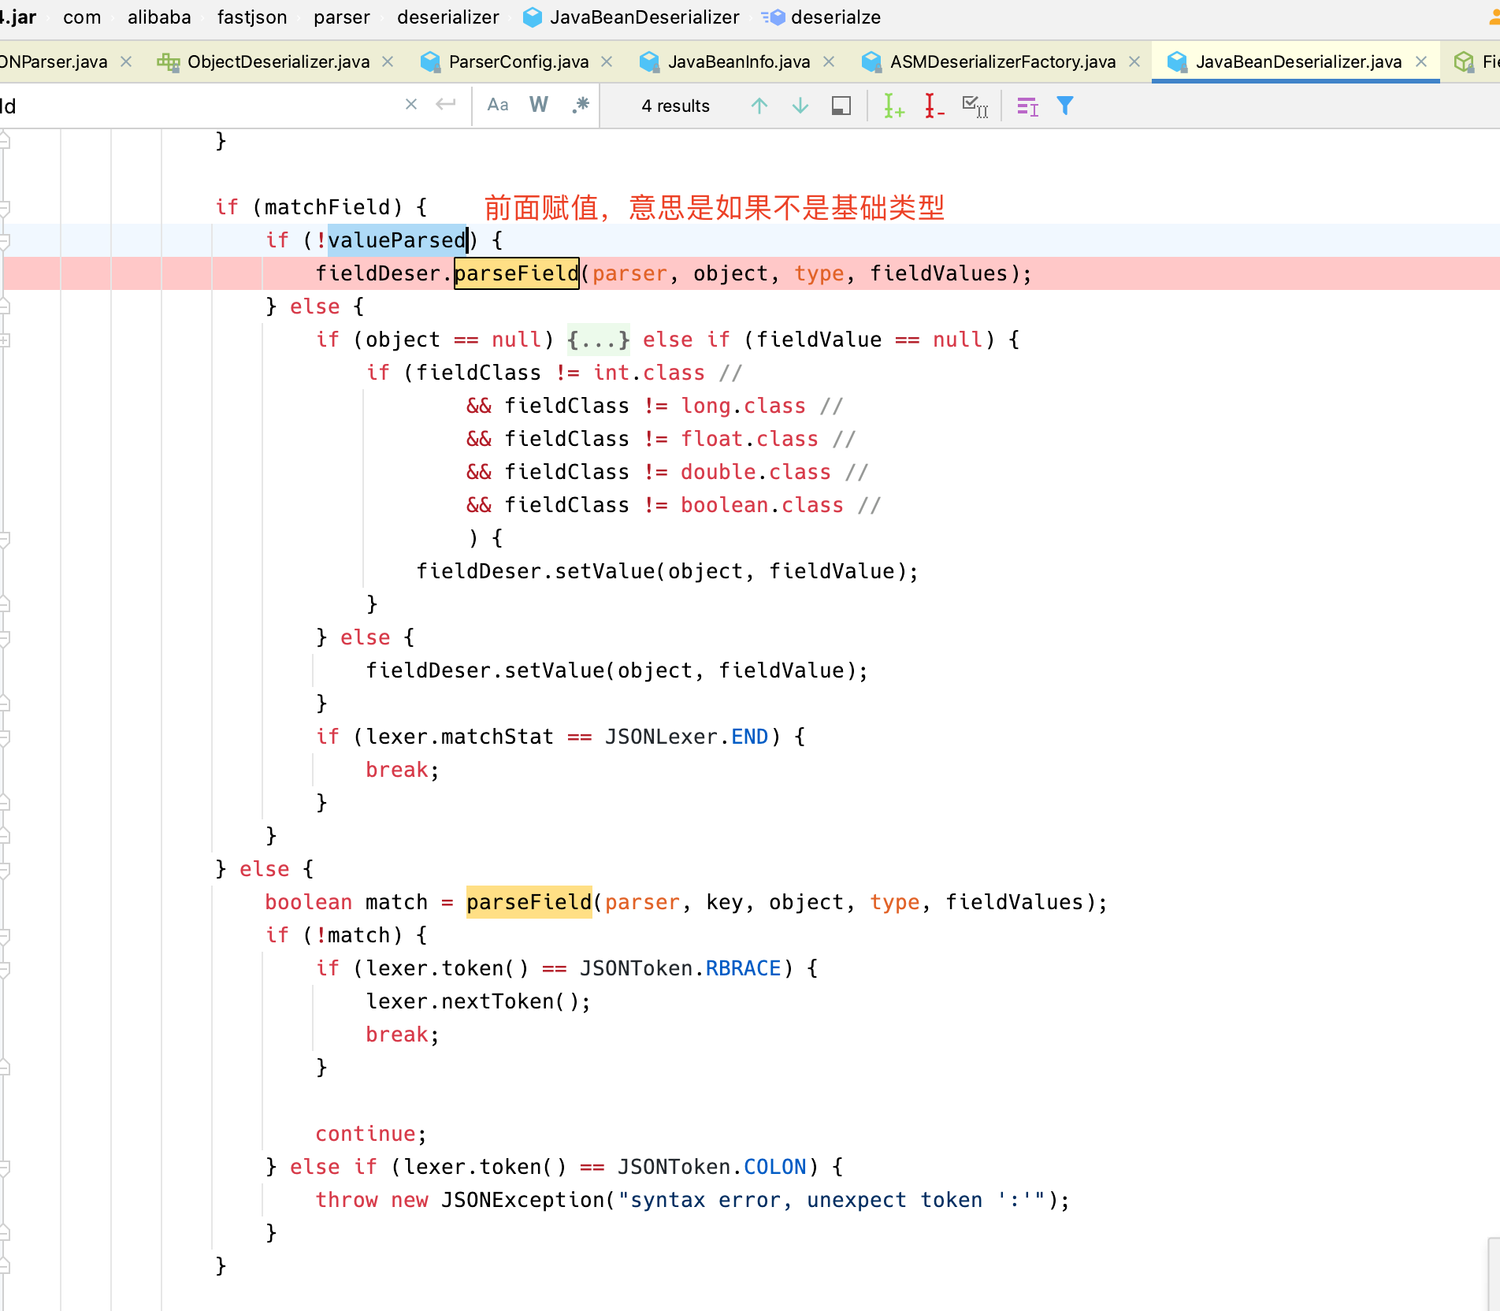 4.jar com alibaba fastjson parser deserializer JavaBeanDeserializer deserialze
ONParser.java ObjectDeserializer.java ParserConfig.java JavaBeanInfo.java ASMDeserializerFactory.java JavaBeanDeserializer.java Fie
ld Aa W .* 4 results
}
if (matchField) { 前面赋值，意思是如果不是基础类型
if (!valueParsed) {
fieldDeser.parseField(parser, object, type, fieldValues);
} else {
if (object == null) {...} else if (fieldValue == null) {
if (fieldClass != int.class //
&& fieldClass != long.class //
&& fieldClass != float.class //
&& fieldClass != double.class //
&& fieldClass != boolean.class //
) {
fieldDeser.setValue(object, fieldValue);
}
} else {
fieldDeser.setValue(object, fieldValue);
}
if (lexer.matchStat == JSONLexer.END) {
break;
}
}
} else {
boolean match = parseField(parser, key, object, type, fieldValues);
if (!match) {
if (lexer.token() == JSONToken.RBRACE) {
lexer.nextToken();
break;
}
continue;
} else if (lexer.token() == JSONToken.COLON) {
throw new JSONException("syntax error, unexpect token ':'");
}
}